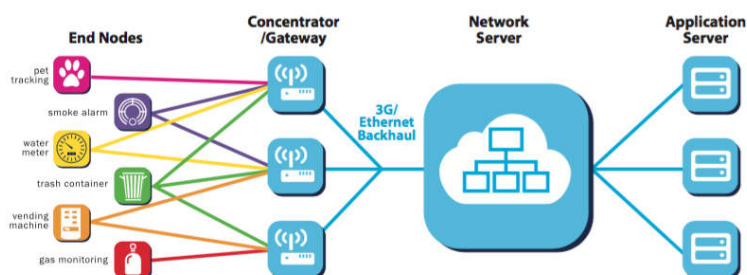 End Nodes
Concentrator
/Gateway
Network
Server
Application
Server
pet
tracking
smoke alarm
water
meter
trash container
vending
machine
gas monitoring
3G/
Ethernet
Backhaul